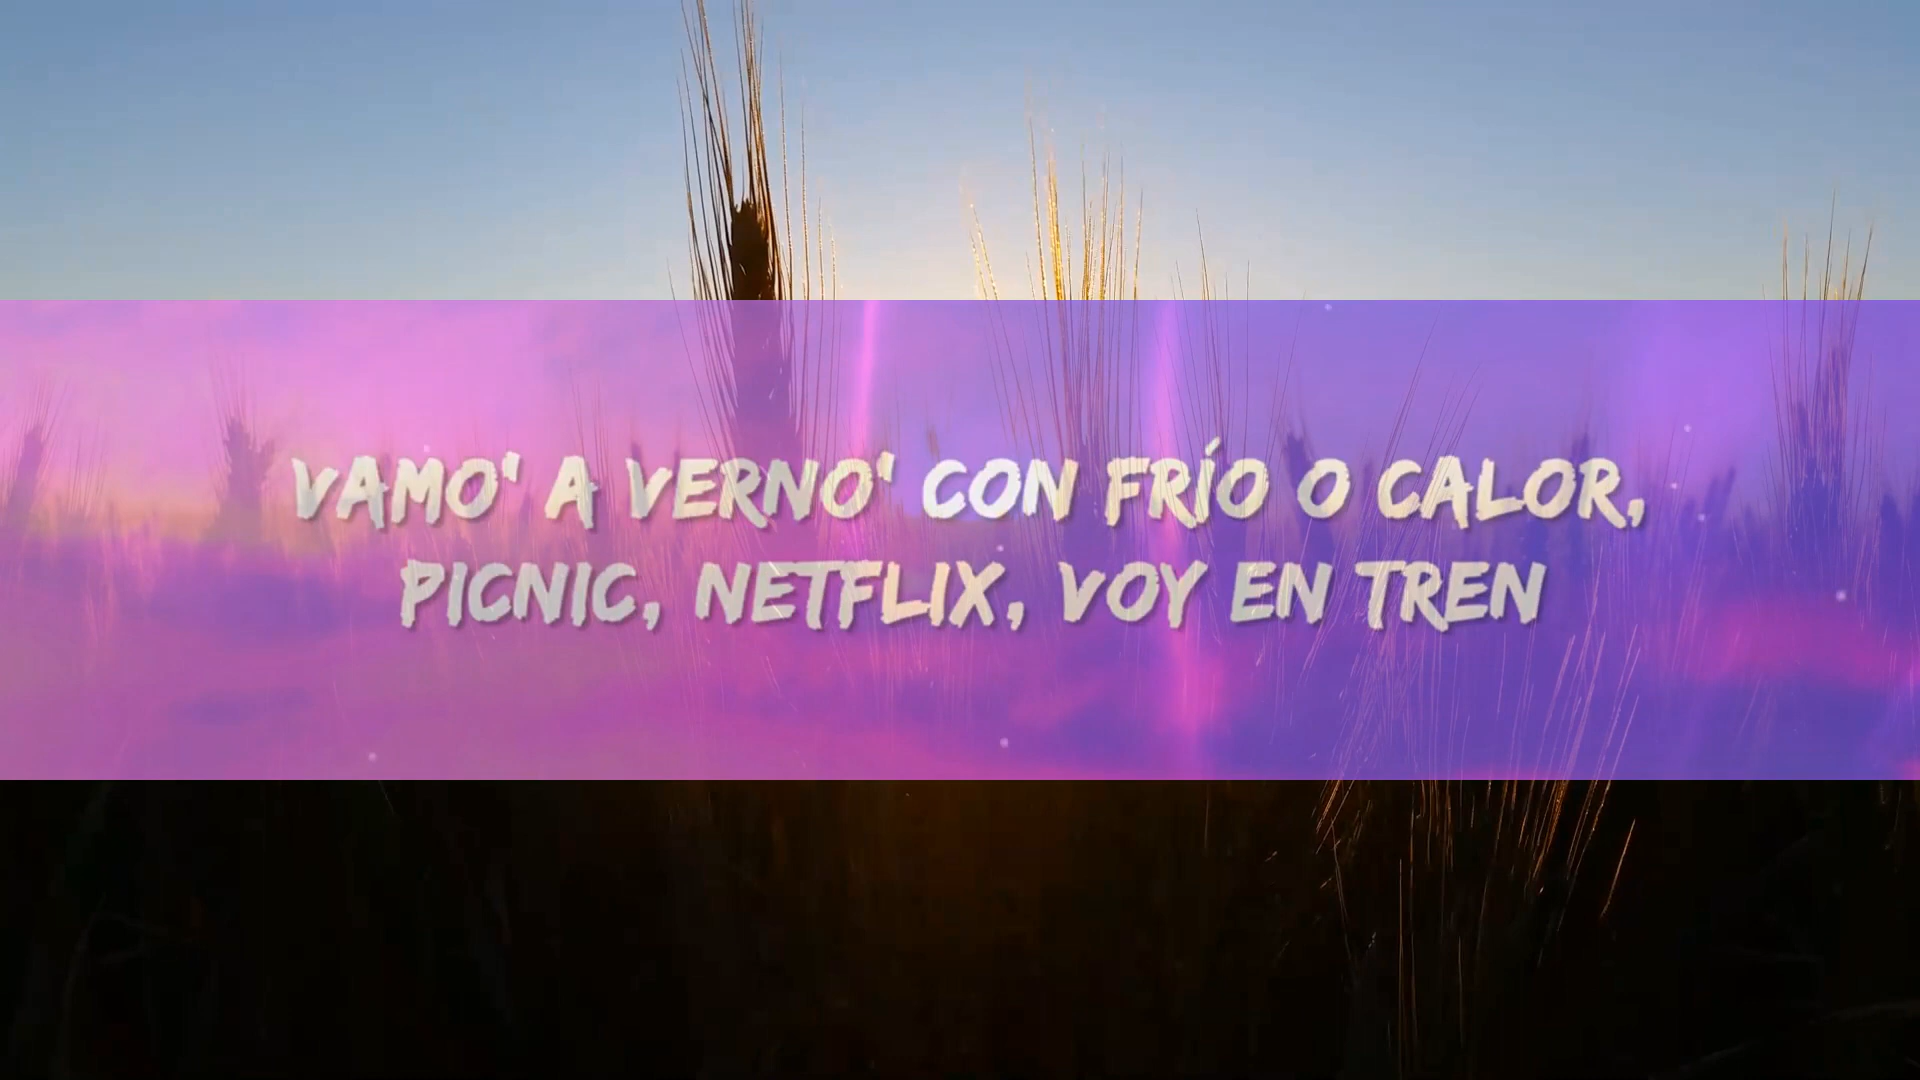 VAMO' A VERNO' CON FRÍO O CALOR,
PICNIC, NETFLIX, VOY EN TREN